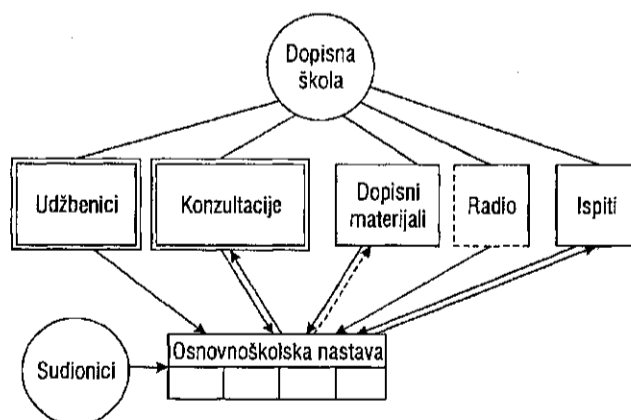 Dopisna
škola
Udžbenici
Konzultacije
Dopisni
materijali
Radio
Ispiti
Osnovnoškolska nastava
Sudionici